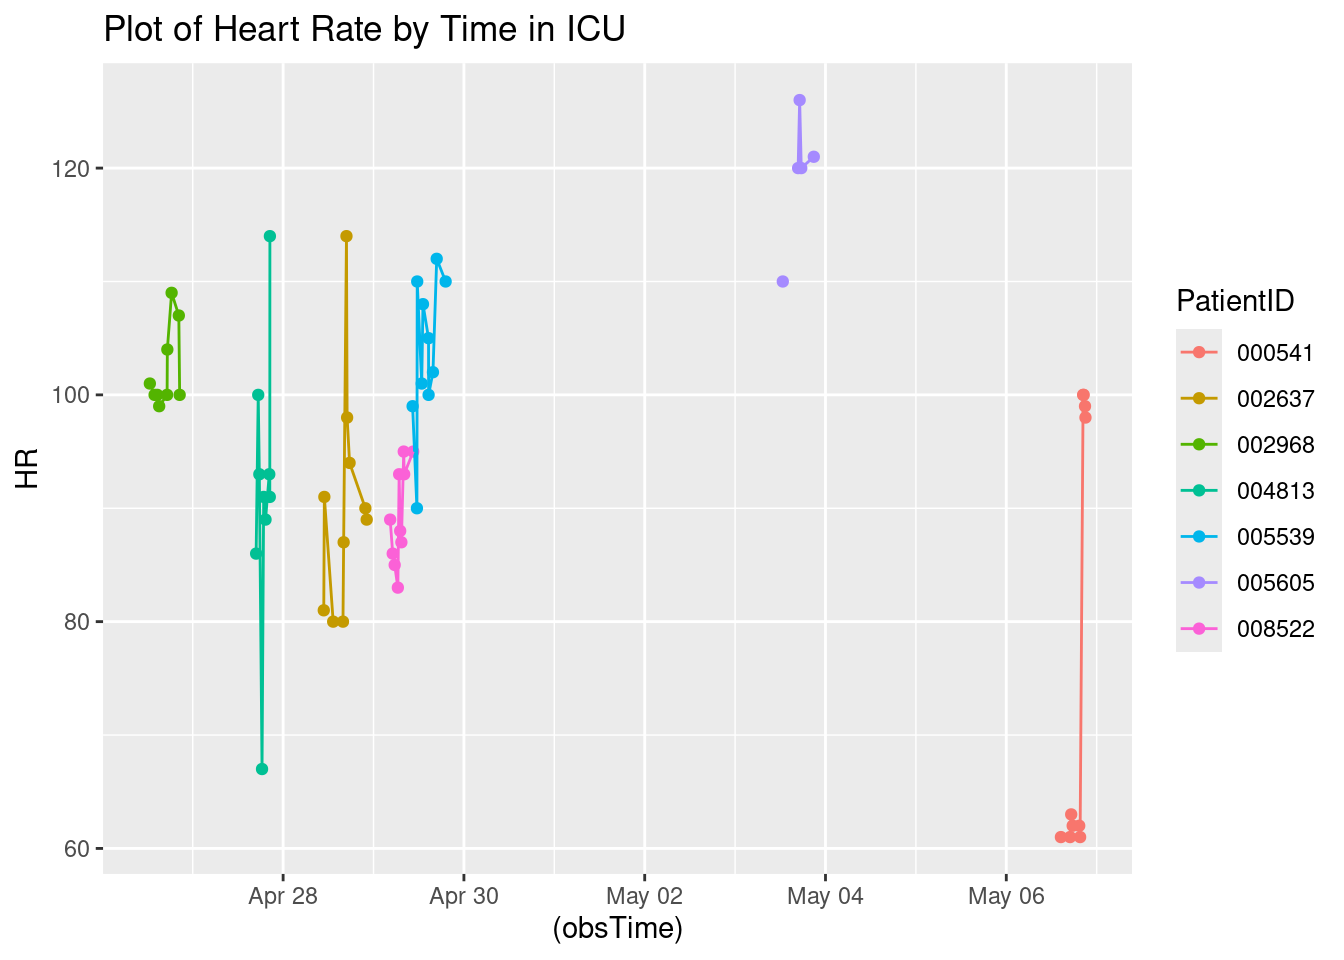 Plot of Heart Rate by Time in ICU
HR
120
100
80
60
Apr 28
Apr 30
May 02
May 04
May 06
(obsTime)
PatientID
000541
002637
002968
004813
005539
005605
008522